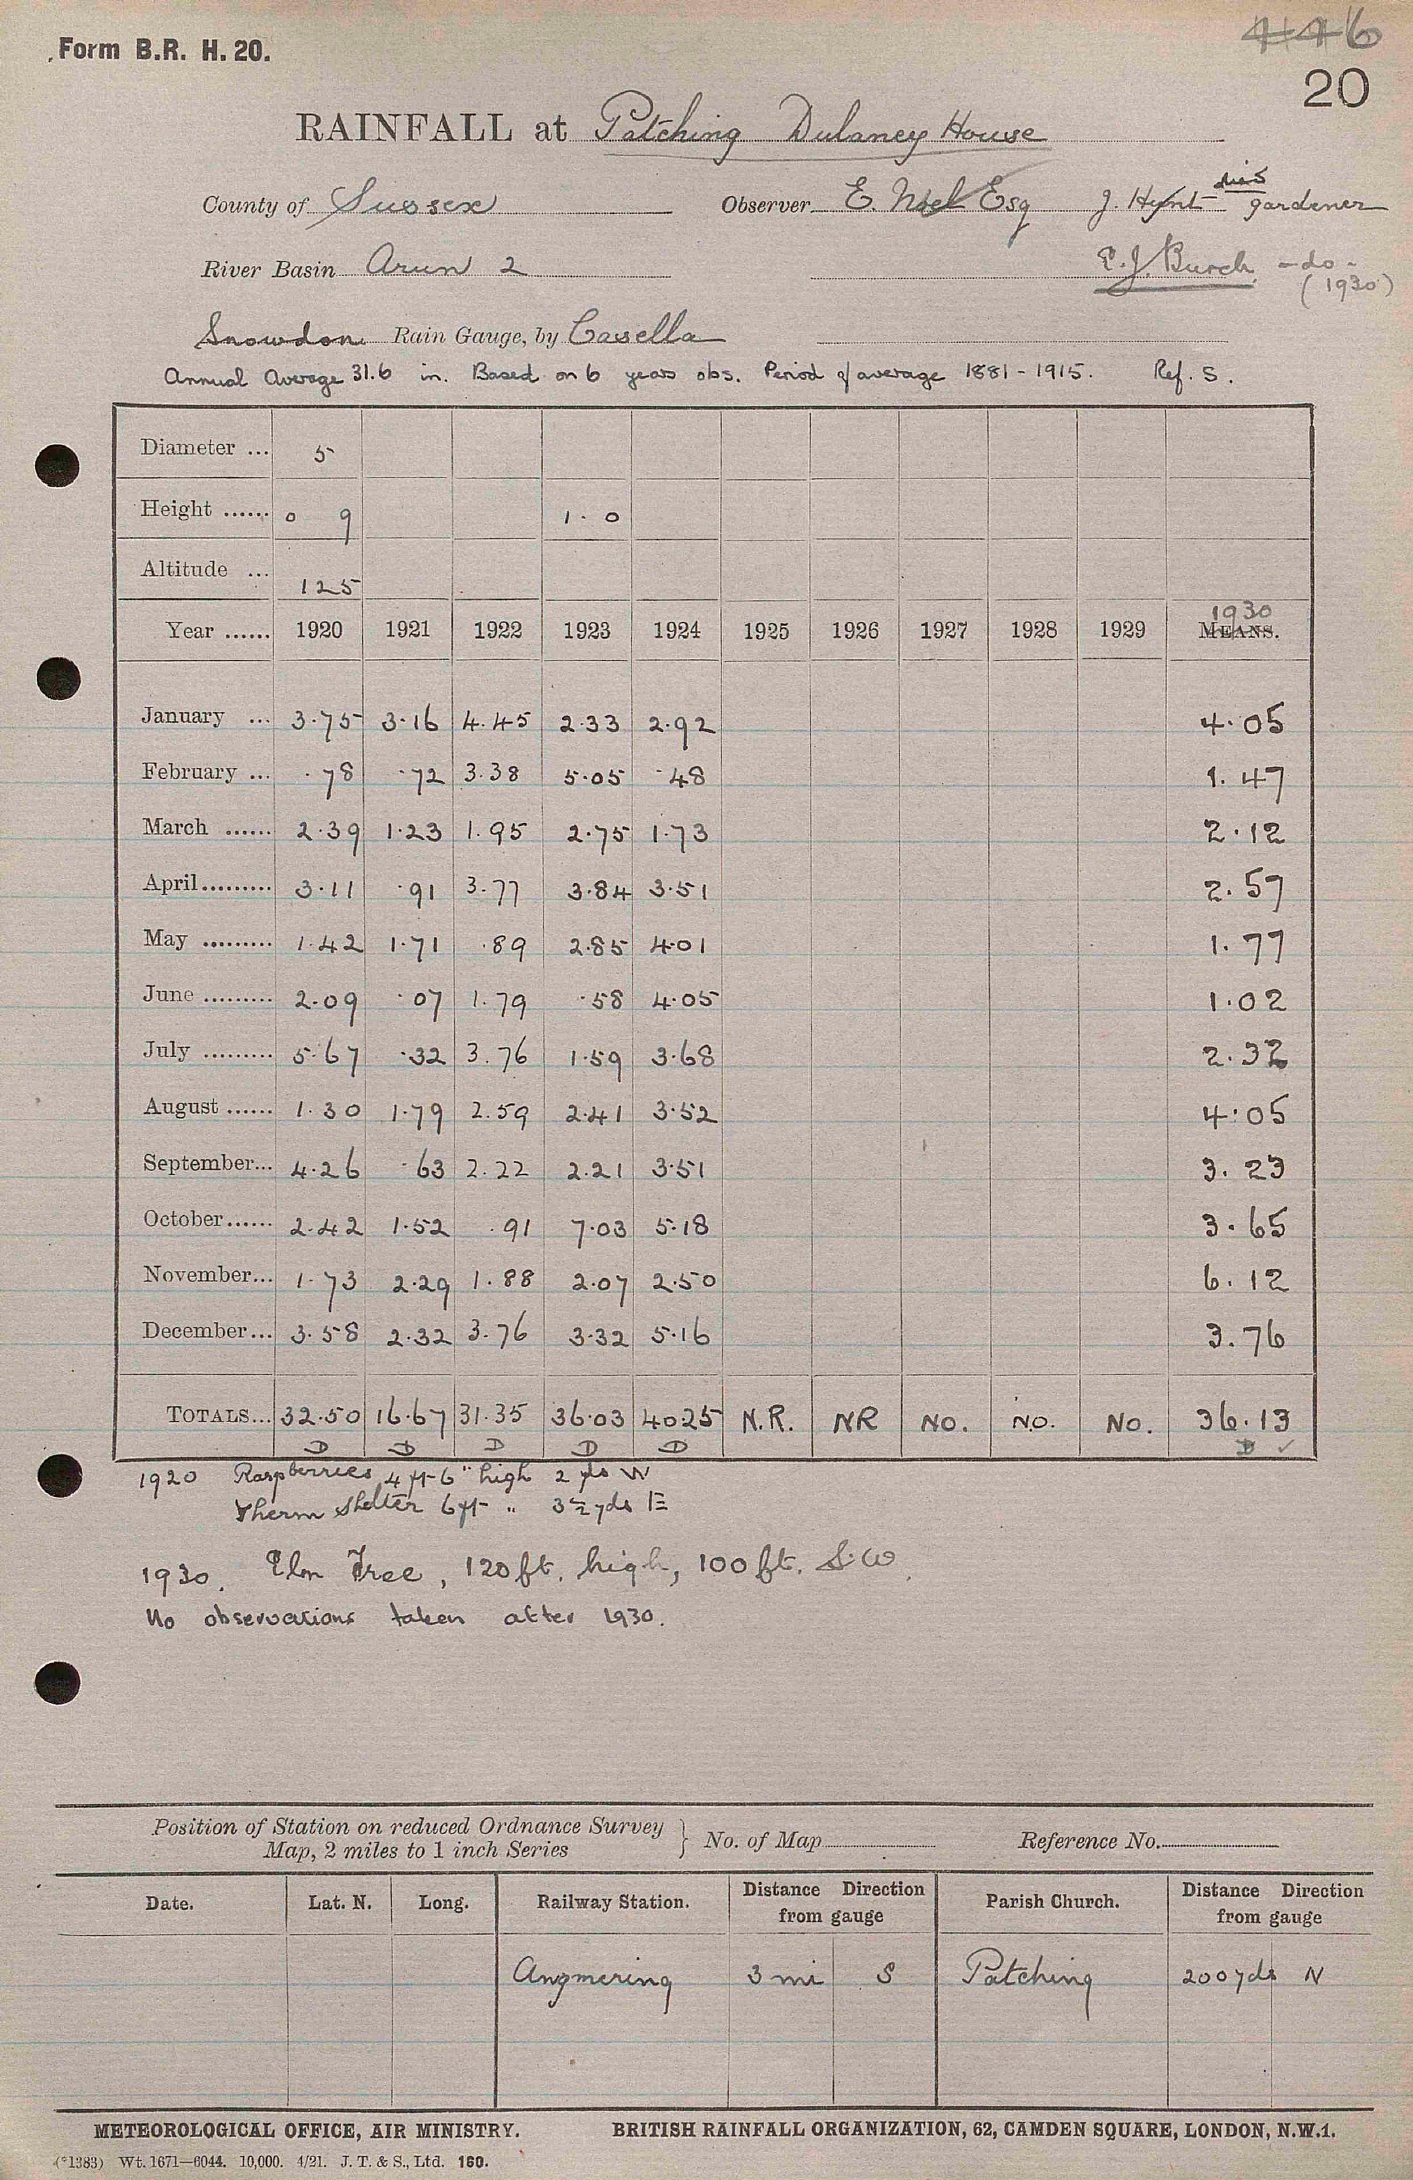 446
Form B.R. H. 20.
20
RAINFALL at Patching Dulaney House
County of Sussex Observer E. Noel Esq J. Hunt died gardener
River Basin Arun 2 E. J. Burch -do- (1930)
Snowdon Rain Gauge, by Casella
Annual Average 31.6 in. Based on 6 years obs. Period of average 1881-1915. Ref. S.
Diameter ... 5
Height ...... 0 9 1. 0
Altitude ... 125
Year ...... 1920 1921 1922 1923 1924 1925 1926 1927 1928 1929 MEANS. 1930
January ... 3.75 3.16 4.45 2.33 2.92 4.05
February ... .78 .72 3.38 5.05 .48 1.47
March ...... 2.39 1.23 1.95 2.75 1.73 2.12
April ......... 3.11 .91 3.77 3.84 3.51 2.57
May ......... 1.42 1.71 .89 2.85 4.01 1.77
June ......... 2.09 .07 1.79 .58 4.05 1.02
July ......... 5.67 .32 3.76 1.59 3.68 2.32
August ...... 1.30 1.79 2.59 2.41 3.52 4.05
September... 4.26 .63 2.22 2.21 3.51 3.23
October...... 2.42 1.52 .91 7.03 5.18 3.65
November... 1.73 2.29 1.88 2.07 2.50 6.12
December... 3.58 2.32 3.76 3.32 5.16 3.76
TOTALS... 32.50 16.67 31.35 36.03 40.25 N.R. NR NO. NO. NO. 36.13
D D D D D D ✓
1920 Raspberries 4 ft 6" high 2 yds W
Therm Shelter 6 ft " 3½ yds E
1930. Elm Tree, 120 ft. high, 100 ft. S.W.
No observations taken after 1930.
Position of Station on reduced Ordnance Survey Map, 2 miles to 1 inch Series } No. of Map Reference No.
Date. Lat. N. Long. Railway Station. Distance Direction from gauge Parish Church. Distance Direction from gauge
Angmering 3 mi S Patching 200 yds N
METEOROLOGICAL OFFICE, AIR MINISTRY. BRITISH RAINFALL ORGANIZATION, 62, CAMDEN SQUARE, LONDON, N.W.1.
(*1383) Wt. 1671—6044. 10,000. 4/21. J. T. & S., Ltd. 160.